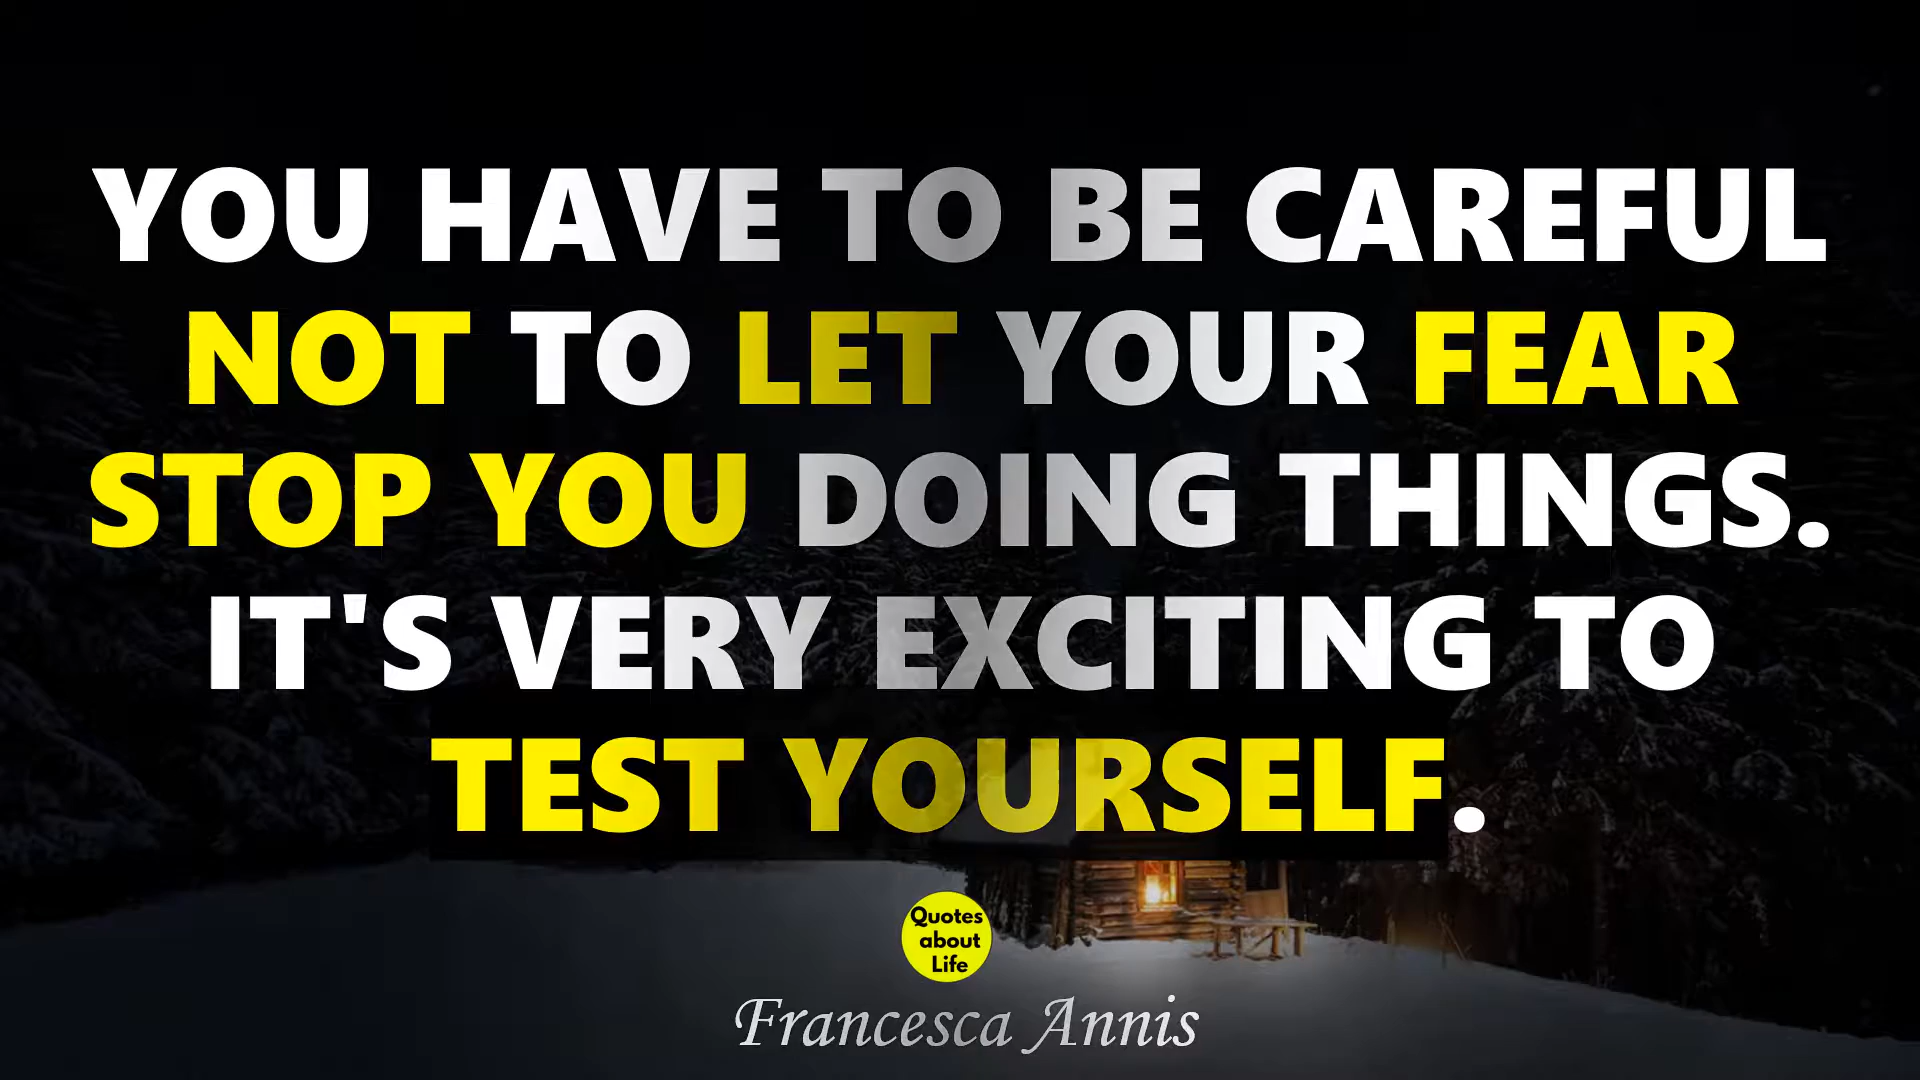 YOU HAVE TO BE CAREFUL
NOT TO LET YOUR FEAR
STOP YOU DOING THINGS.
IT'S VERY EXCITING TO
TEST YOURSELF.
Quotes
about
Life
Francesca Annis